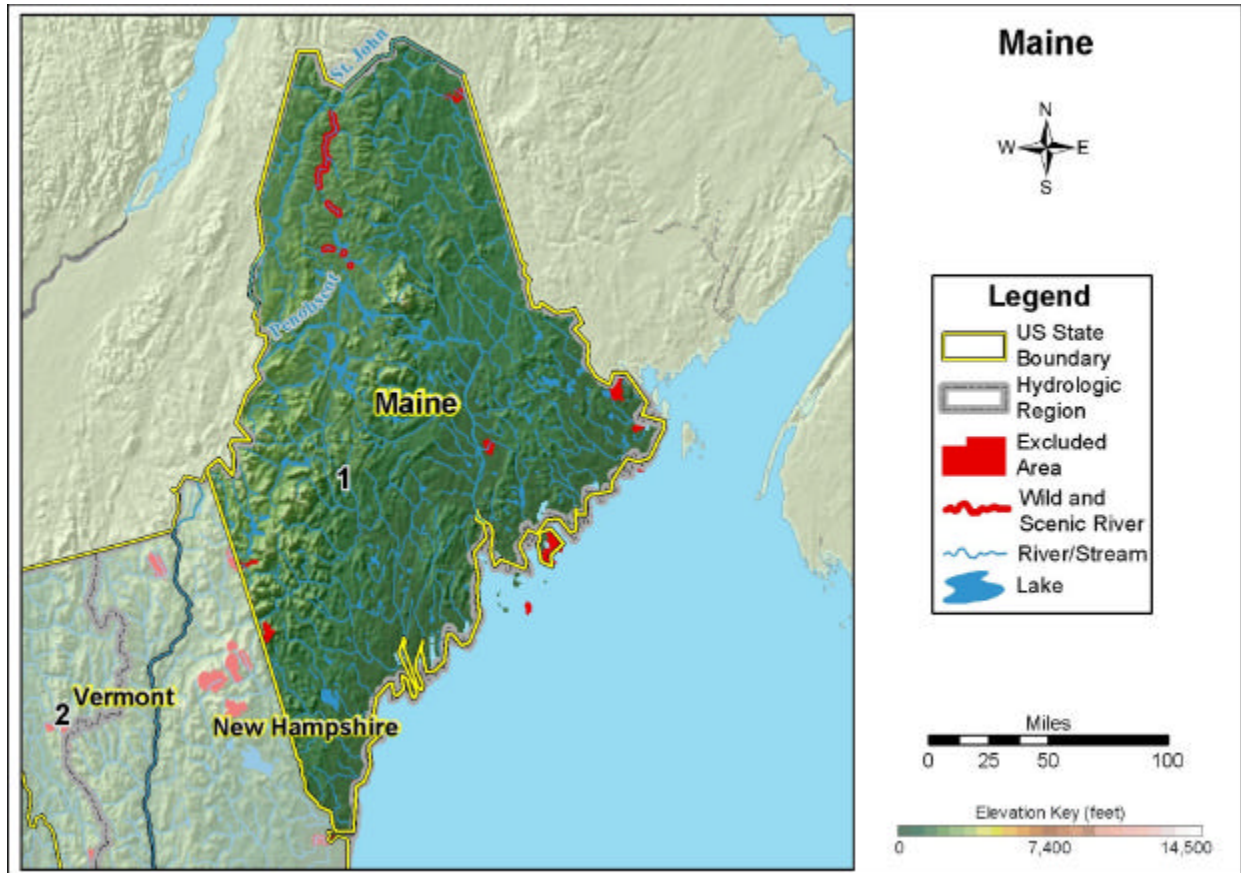 Maine
N
W E
S
St. John
Penobscot
Maine
1
Vermont
2
New Hampshire
Legend
US State
Boundary
Hydrologic
Region
Excluded
Area
Wild and
Scenic River
River/Stream
Lake
Miles
0 25 50 100
Elevation Key (feet)
0 7,400 14,500